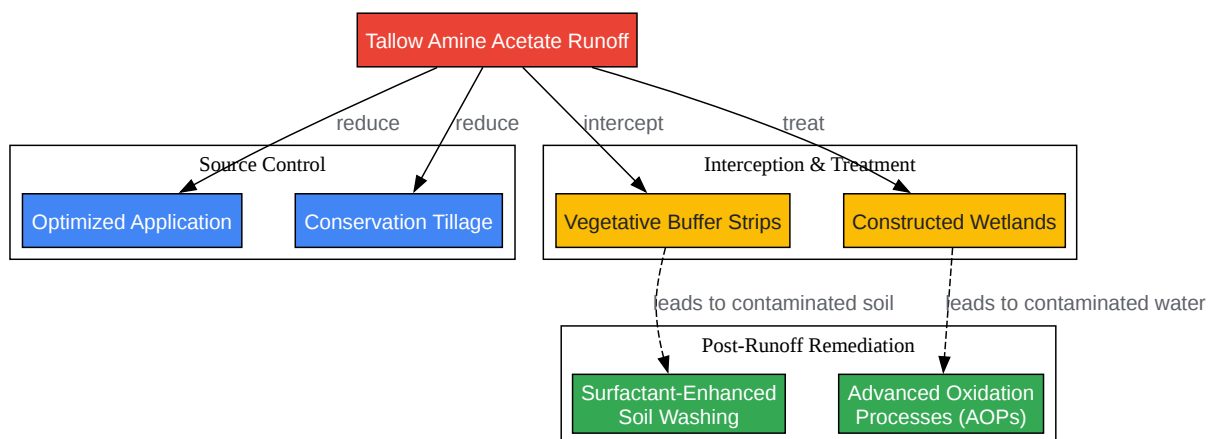 Tallow Amine Acetate Runoff
reduce
reduce
intercept
treat
Source Control
Interception & Treatment
Optimized Application
Conservation Tillage
Vegetative Buffer Strips
Constructed Wetlands
leads to contaminated soil
leads to contaminated water
Post-Runoff Remediation
Surfactant-Enhanced
Soil Washing
Advanced Oxidation
Processes (AOPs)